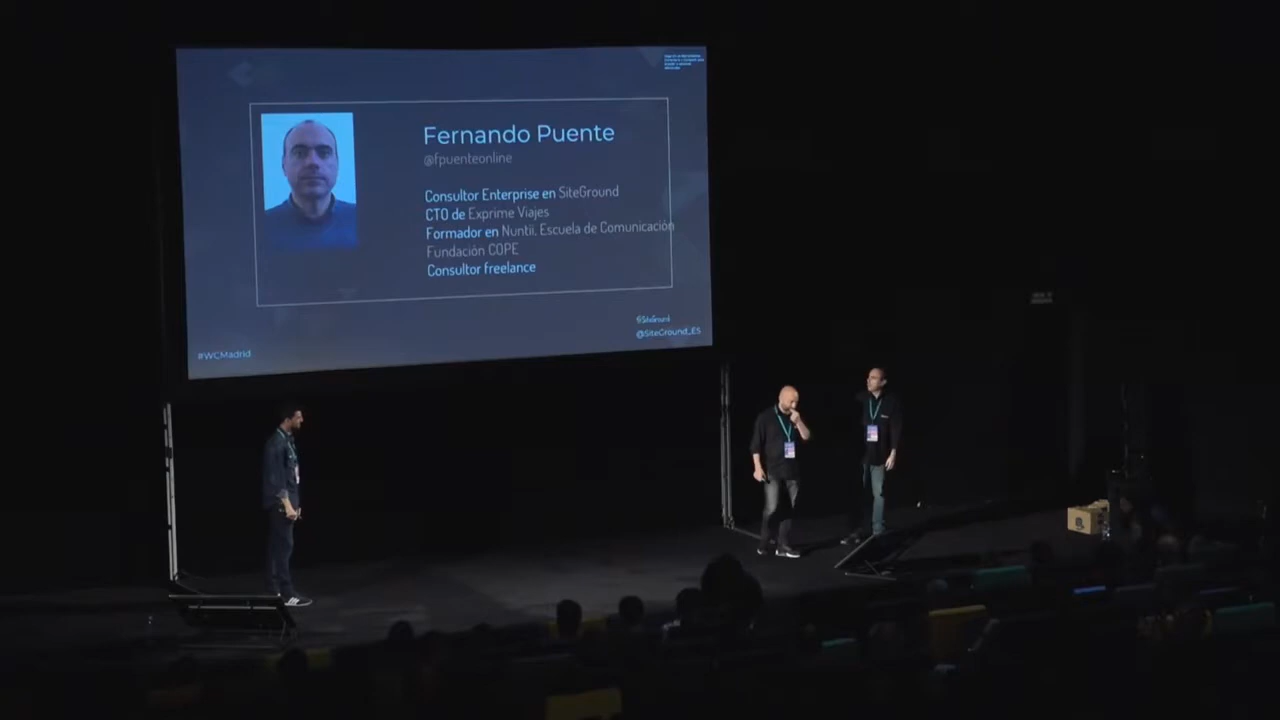 Fernando Puente
@fpuenteonline
Consultor Enterprise en SiteGround
CTO de Exprime Viajes
Formador en Nuntii, Escuela de Comunicación
Fundación COPE
Consultor freelance
SiteGround
@SiteGround_ES
#WCMadrid